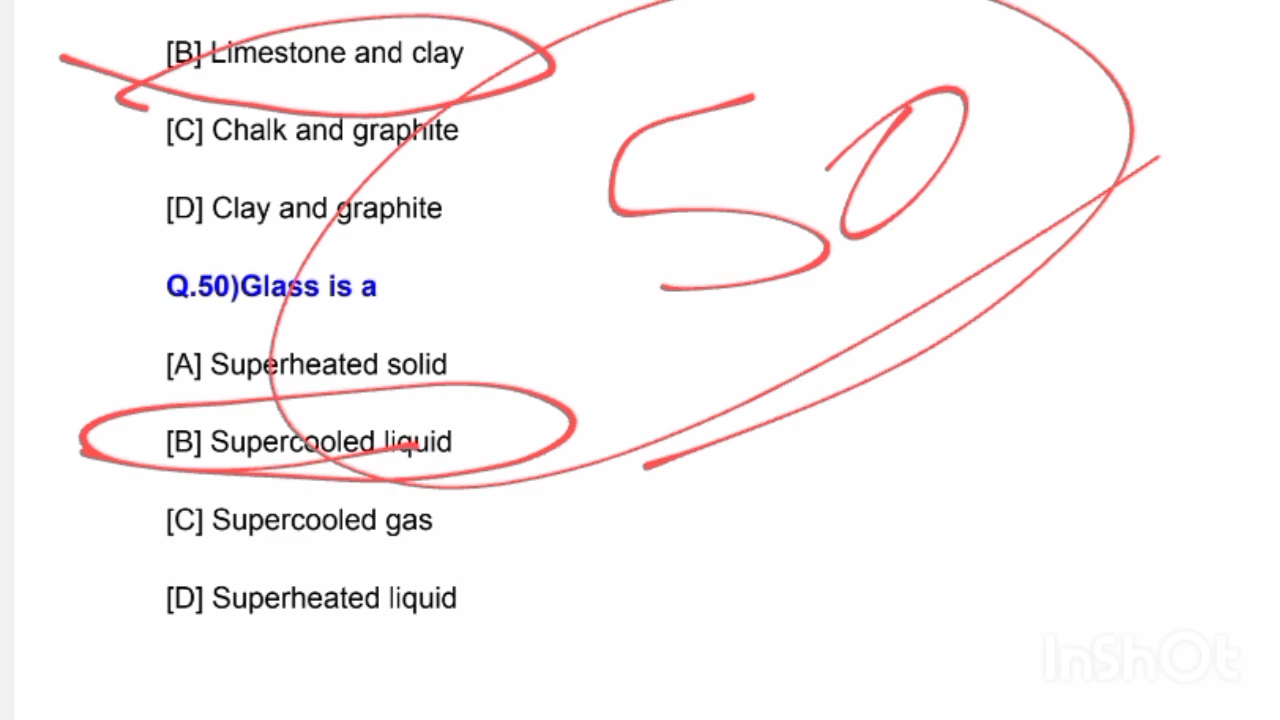 [B] Limestone and clay
[C] Chalk and graphite
50
[D] Clay and graphite
Q.50)Glass is a
[A] Superheated solid
[B] Supercooled liquid
[C] Supercooled gas
[D] Superheated liquid
InShOt